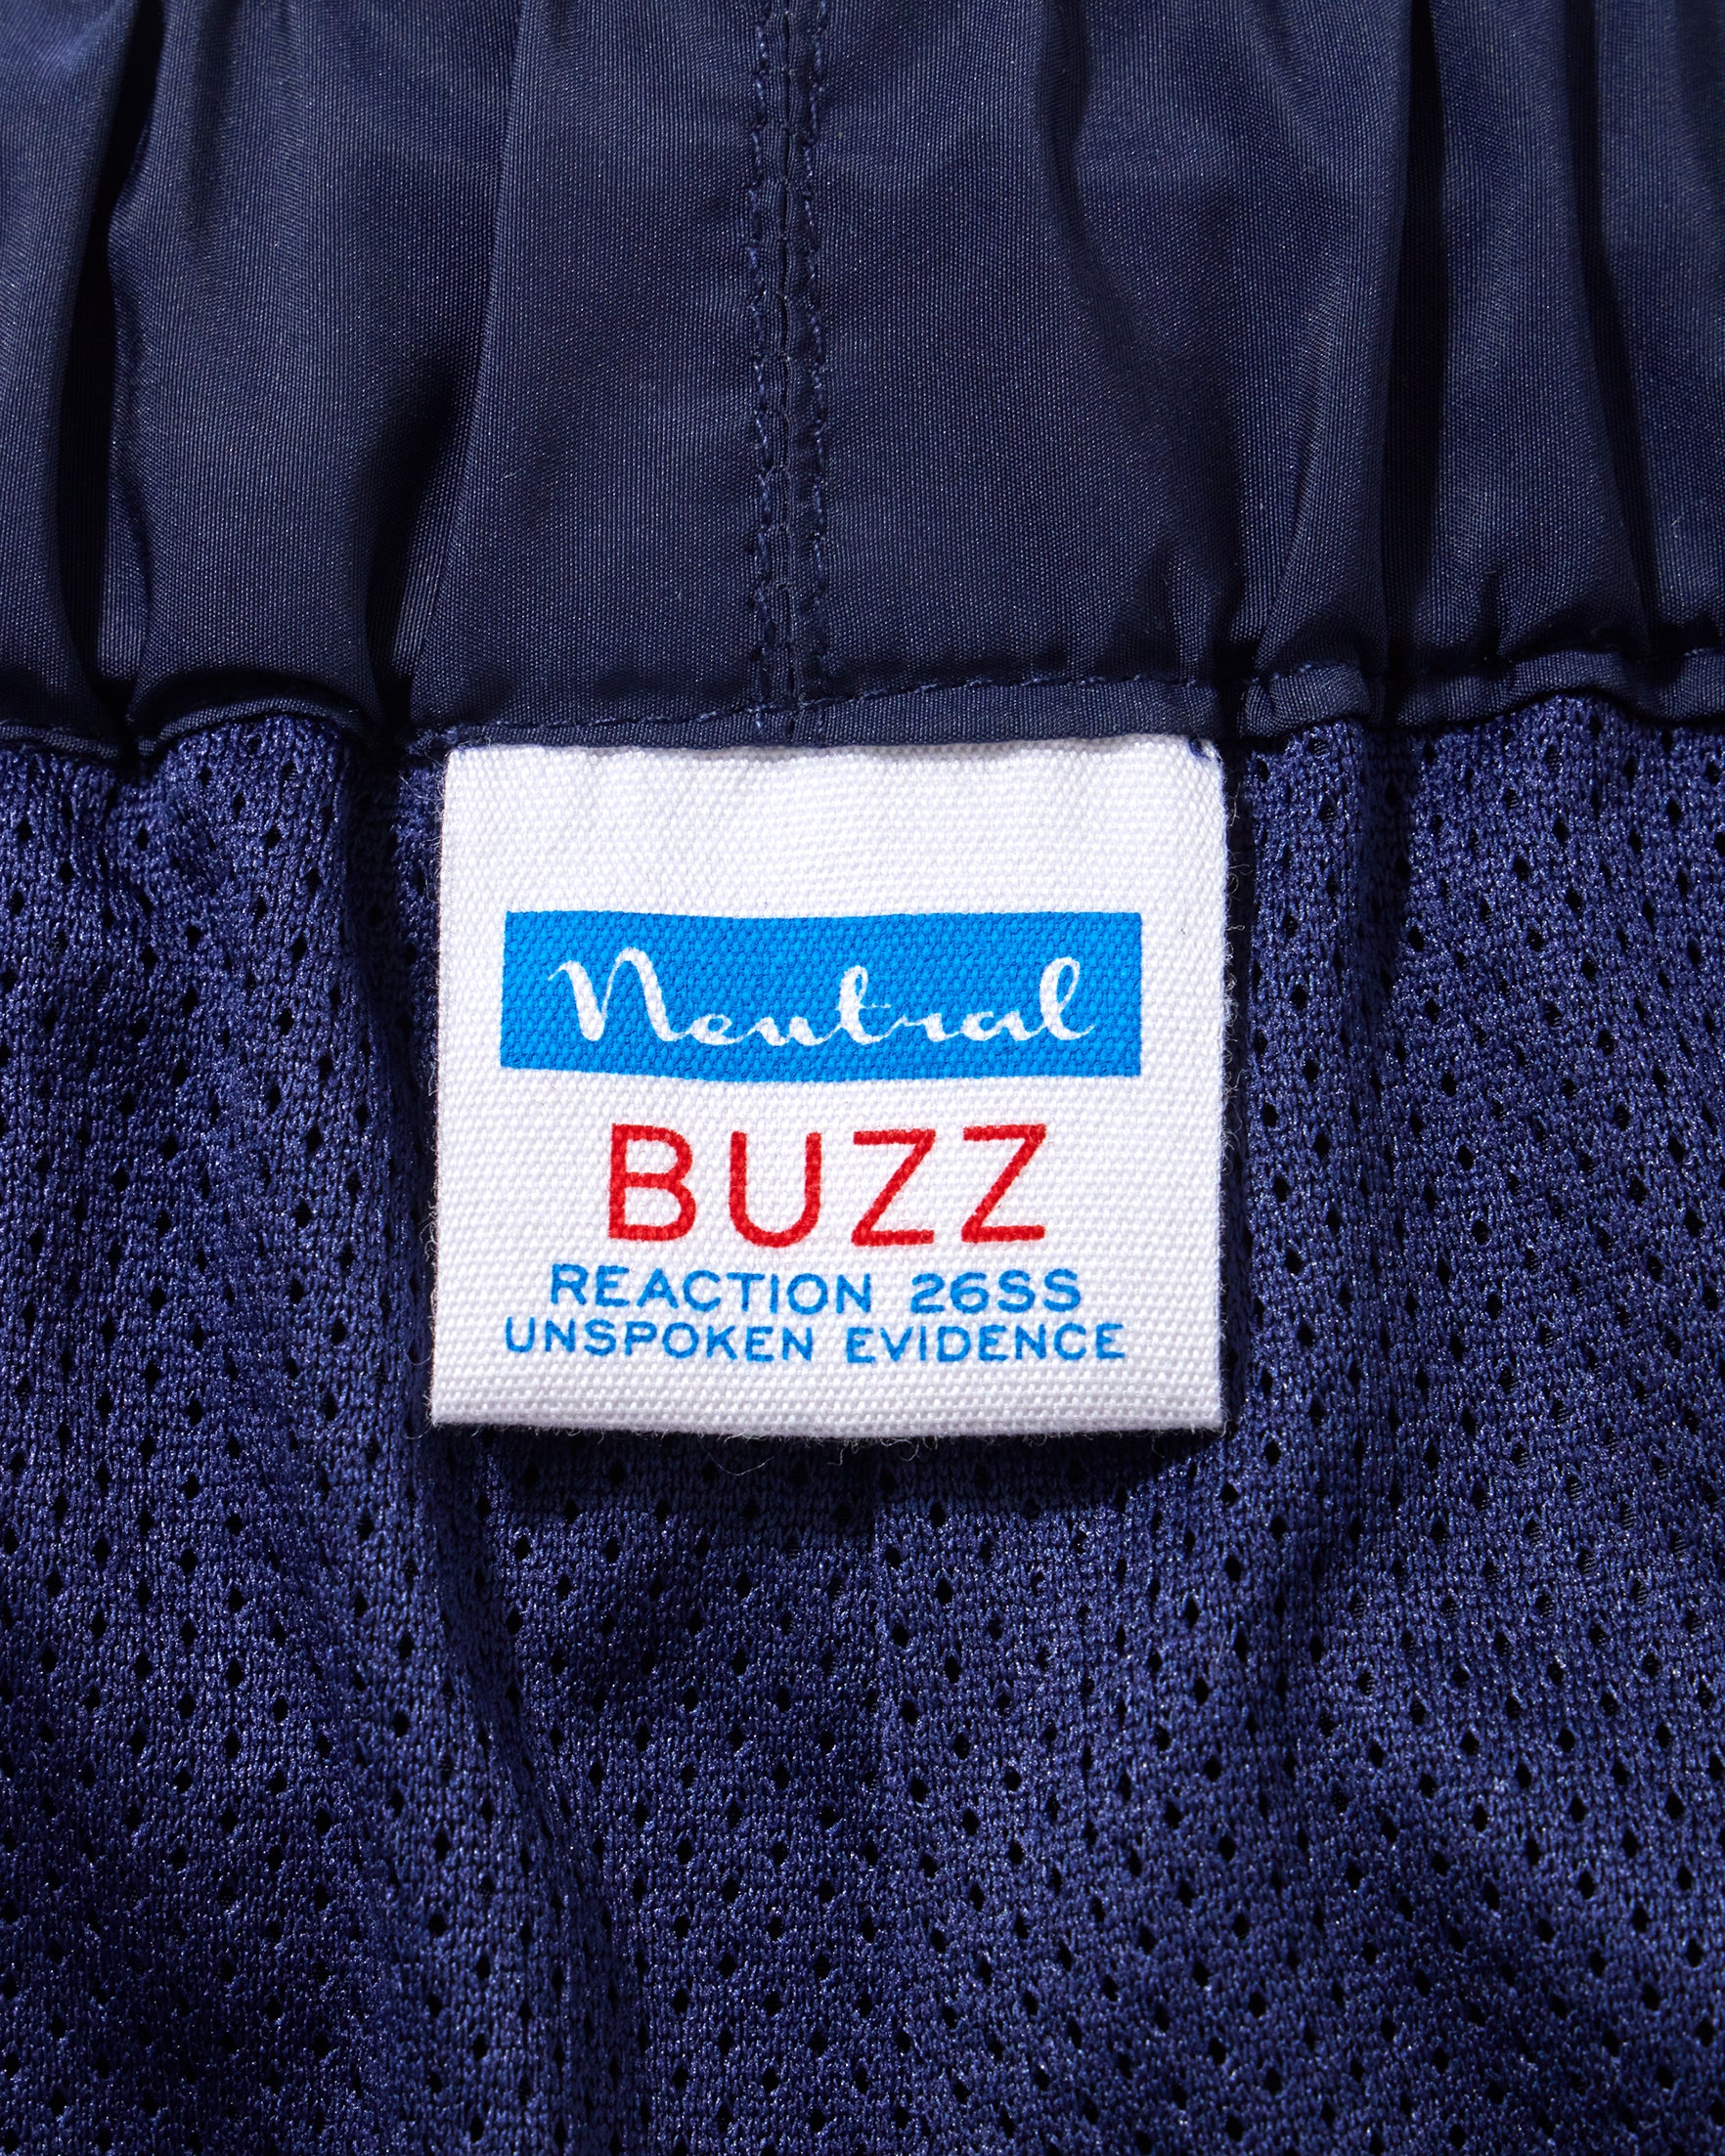 Neutral
BUZZ
REACTION 26SS
UNSPOKEN EVIDENCE